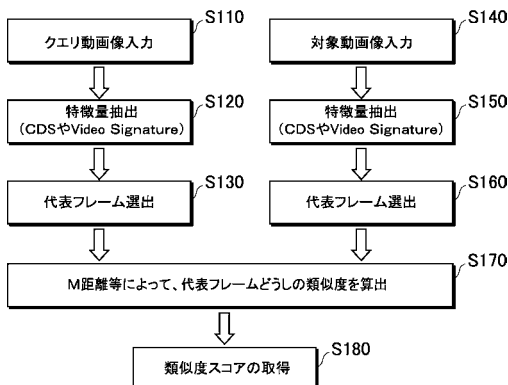 S110
クエリ動画像入力
S140
対象動画像入力
S120
特徴量抽出
(CDSやVideo Signature)
S150
特徴量抽出
(CDSやVideo Signature)
S130
代表フレーム選出
S160
代表フレーム選出
S170
M距離等によって、代表フレームどうしの類似度を算出
S180
類似度スコアの取得